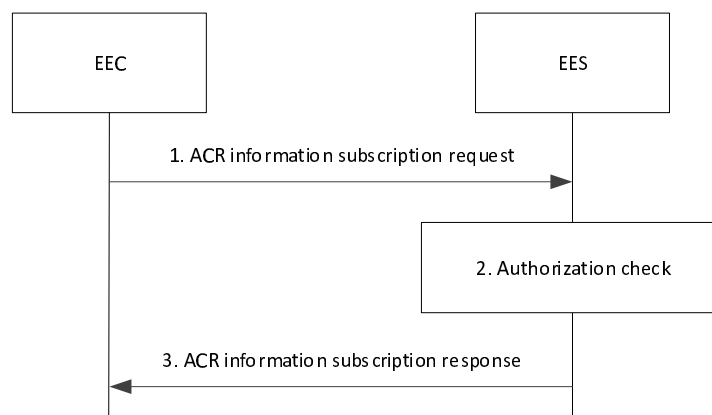 EEC
EES
1. ACR information subscription request
2. Authorization check
3. ACR information subscription response